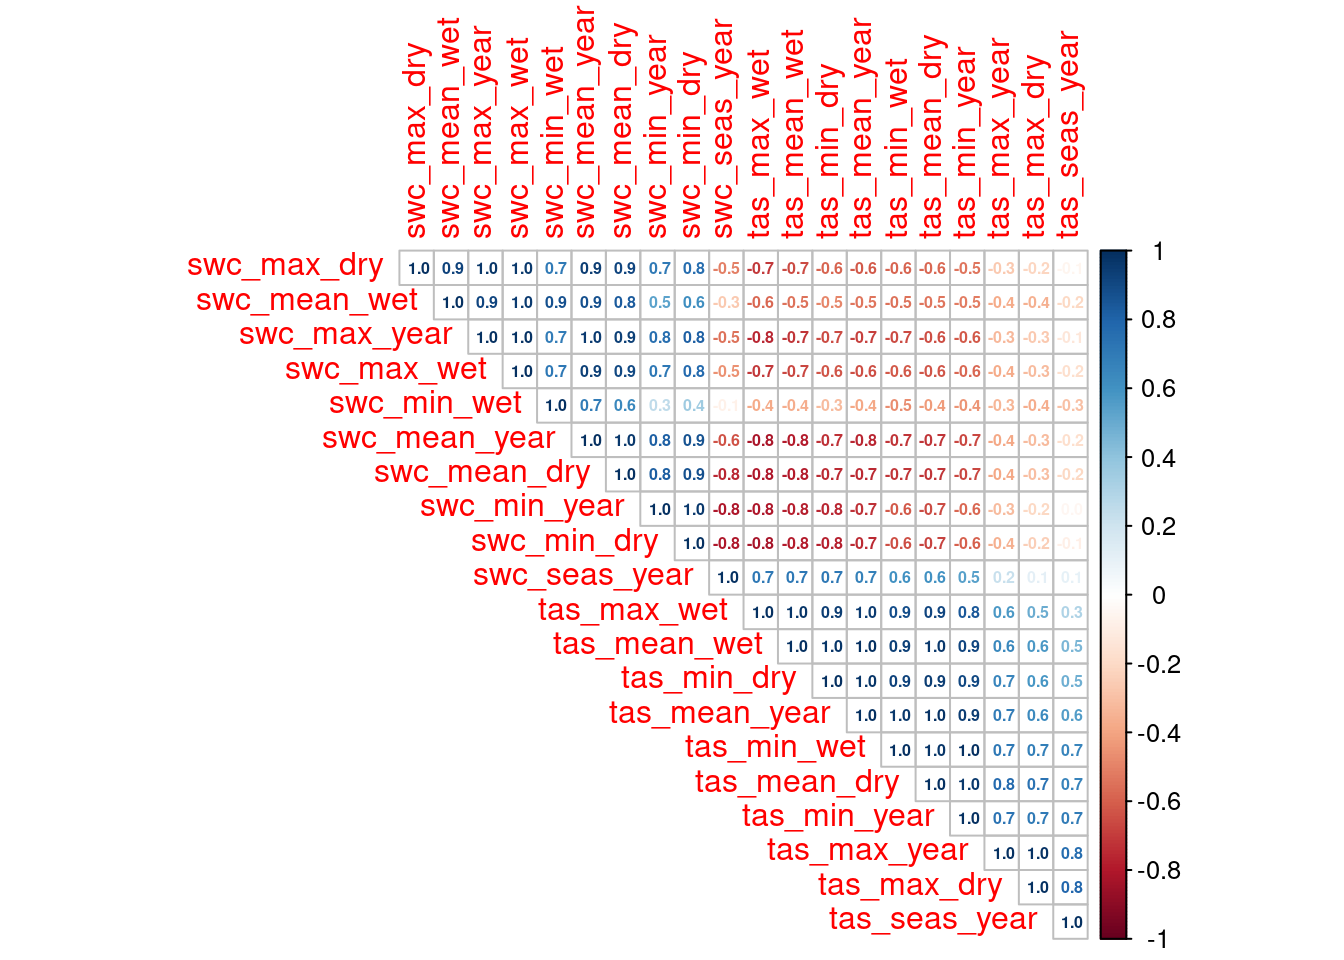 swc_max_dry
swc_mean_wet
swc_max_year
swc_max_wet
swc_min_wet
swc_mean_year
swc_mean_dry
swc_min_year
swc_min_dry
swc_seas_year
tas_max_wet
tas_mean_wet
tas_min_dry
tas_mean_year
tas_min_wet
tas_mean_dry
tas_min_year
tas_max_year
tas_max_dry
tas_seas_year
swc_max_dry 1.0 0.9 1.0 1.0 0.7 0.9 0.9 0.7 0.8 -0.5 -0.7 -0.7 -0.6 -0.6 -0.6 -0.6 -0.5 -0.3 -0.2 -0.1
swc_mean_wet 1.0 0.9 1.0 0.9 0.9 0.8 0.5 0.6 -0.3 -0.6 -0.5 -0.5 -0.5 -0.5 -0.5 -0.5 -0.4 -0.4 -0.2
swc_max_year 1.0 1.0 0.7 1.0 0.9 0.8 0.8 -0.5 -0.8 -0.7 -0.7 -0.7 -0.7 -0.6 -0.6 -0.3 -0.3 -0.1
swc_max_wet 1.0 0.7 0.9 0.9 0.7 0.8 -0.5 -0.7 -0.7 -0.6 -0.6 -0.6 -0.6 -0.6 -0.4 -0.3 -0.2
swc_min_wet 1.0 0.7 0.6 0.3 0.4 -0.1 -0.4 -0.4 -0.3 -0.4 -0.5 -0.4 -0.4 -0.3 -0.4 -0.3
swc_mean_year 1.0 1.0 0.8 0.9 -0.6 -0.8 -0.8 -0.7 -0.8 -0.7 -0.7 -0.7 -0.4 -0.3 -0.2
swc_mean_dry 1.0 0.8 0.9 -0.8 -0.8 -0.8 -0.7 -0.7 -0.7 -0.7 -0.7 -0.4 -0.3 -0.2
swc_min_year 1.0 1.0 -0.8 -0.8 -0.8 -0.8 -0.7 -0.6 -0.7 -0.6 -0.3 -0.2 0.0
swc_min_dry 1.0 -0.8 -0.8 -0.8 -0.8 -0.7 -0.6 -0.7 -0.6 -0.4 -0.2 -0.1
swc_seas_year 1.0 0.7 0.7 0.7 0.7 0.6 0.6 0.5 0.2 0.1 0.1
tas_max_wet 1.0 1.0 0.9 1.0 0.9 0.9 0.8 0.6 0.5 0.3
tas_mean_wet 1.0 1.0 1.0 0.9 1.0 0.9 0.6 0.6 0.5
tas_min_dry 1.0 1.0 0.9 0.9 0.9 0.7 0.6 0.5
tas_mean_year 1.0 1.0 1.0 0.9 0.7 0.6 0.6
tas_min_wet 1.0 1.0 1.0 0.7 0.7 0.7
tas_mean_dry 1.0 1.0 0.8 0.7 0.7
tas_min_year 1.0 0.7 0.7 0.7
tas_max_year 1.0 1.0 0.8
tas_max_dry 1.0 0.8
tas_seas_year 1.0
1
0.8
0.6
0.4
0.2
0
-0.2
-0.4
-0.6
-0.8
-1